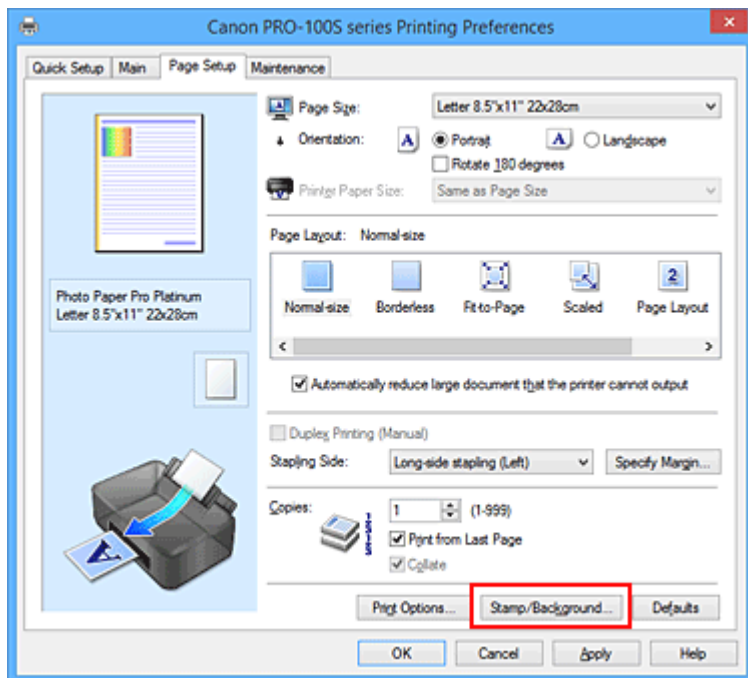 Canon PRO-100S series Printing Preferences
Quick Setup Main Page Setup Maintenance
Page Size: Letter 8.5"x11" 22x28cm
Orientation: A Portrait A Landscape
Rotate 180 degrees
Printer Paper Size: Same as Page Size
Page Layout: Normal-size
2
Normal-size Borderless Fit-to-Page Scaled Page Layout
Automatically reduce large document that the printer cannot output
Photo Paper Pro Platinum
Letter 8.5"x11" 22x28cm
Duplex Printing (Manual)
Stapling Side: Long-side stapling (Left) Specify Margin...
Copies: 1 (1-999)
Print from Last Page
Collate
A
Print Options... Stamp/Background... Defaults
OK Cancel Apply Help